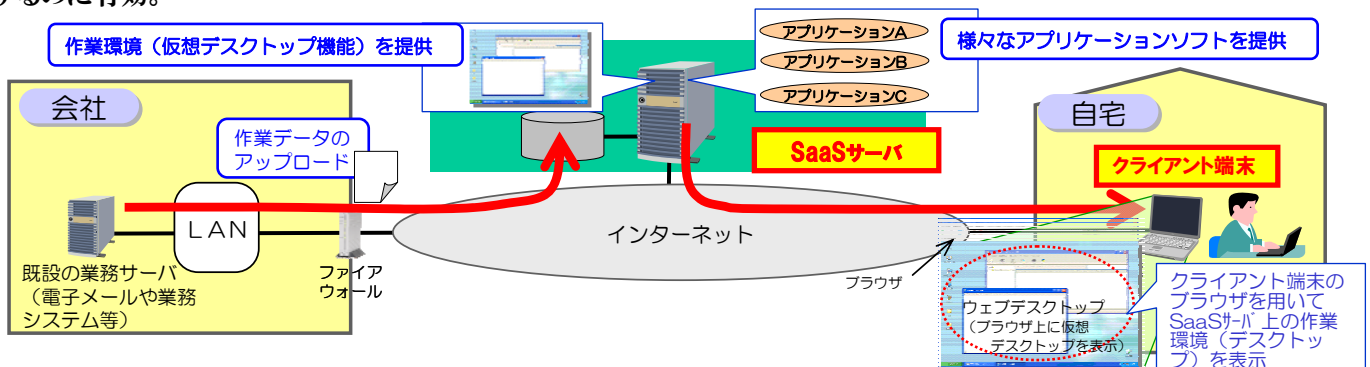 するのに有効。
作業環境（仮想デスクトップ機能）を提供
アプリケーションA
アプリケーションB
アプリケーションC
様々なアプリケーションソフトを提供
会社
作業データの
アップロード
SaaSサーバ
自宅
クライアント端末
LAN
インターネット
既設の業務サーバ
（電子メールや業務
システム等）
ファイア
ウォール
ブラウザ
ウェブデスクトップ
（ブラウザ上に仮想
デスクトップを表示）
クライアント端末の
ブラウザを用いて
SaaSサーバ上の作業
環境（デスクトッ
プ）を表示